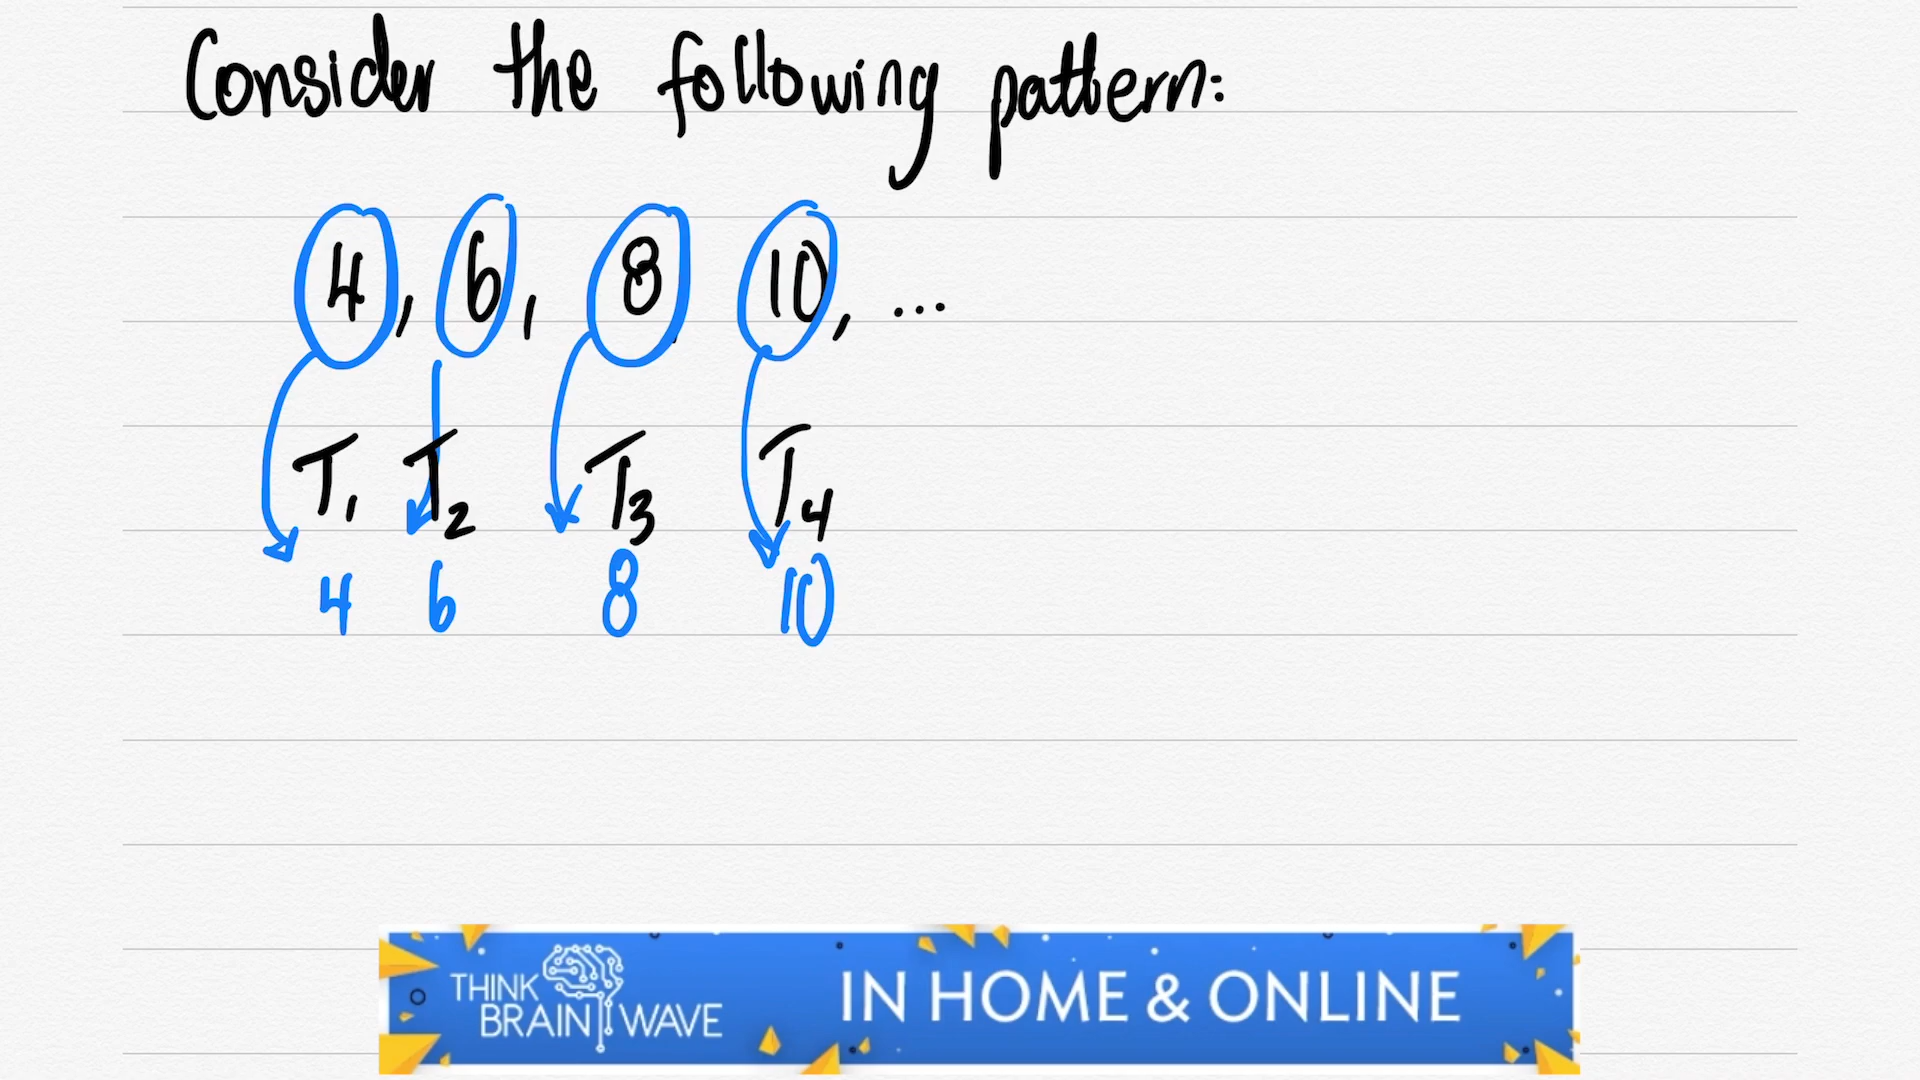 Consider the following pattern:
4, 6, 8 10, ...
T1 T2 T3 T4
4 6 8 10
THINK BRAIN WAVE
IN HOME & ONLINE